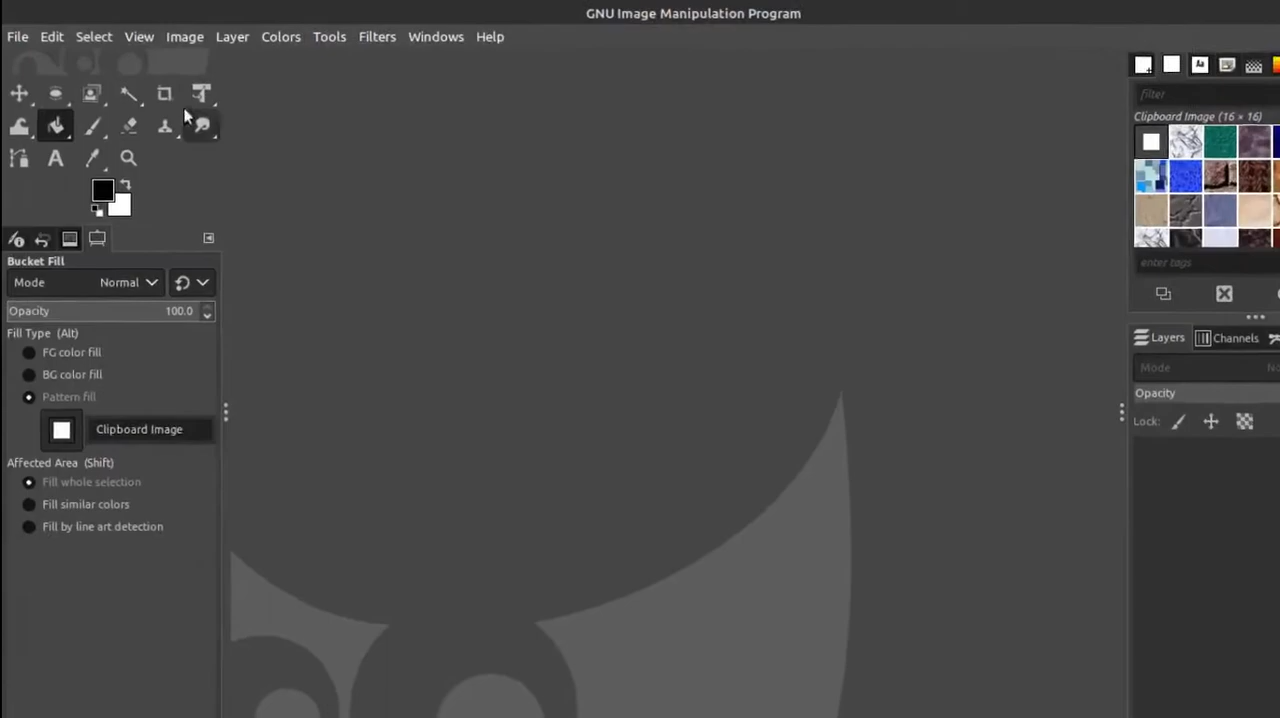 GNU Image Manipulation Program
File Edit Select View Image Layer Colors Tools Filters Windows Help
Aa
filter
Clipboard Image (16 × 16)
A
enter tags
Bucket Fill
Mode Normal
Opacity 100.0
Fill Type (Alt)
FG color fill
BG color fill
Pattern fill
Clipboard Image
Affected Area (Shift)
Fill whole selection
Fill similar colors
Fill by line art detection
Layers Channels
Mode
Opacity
Lock: